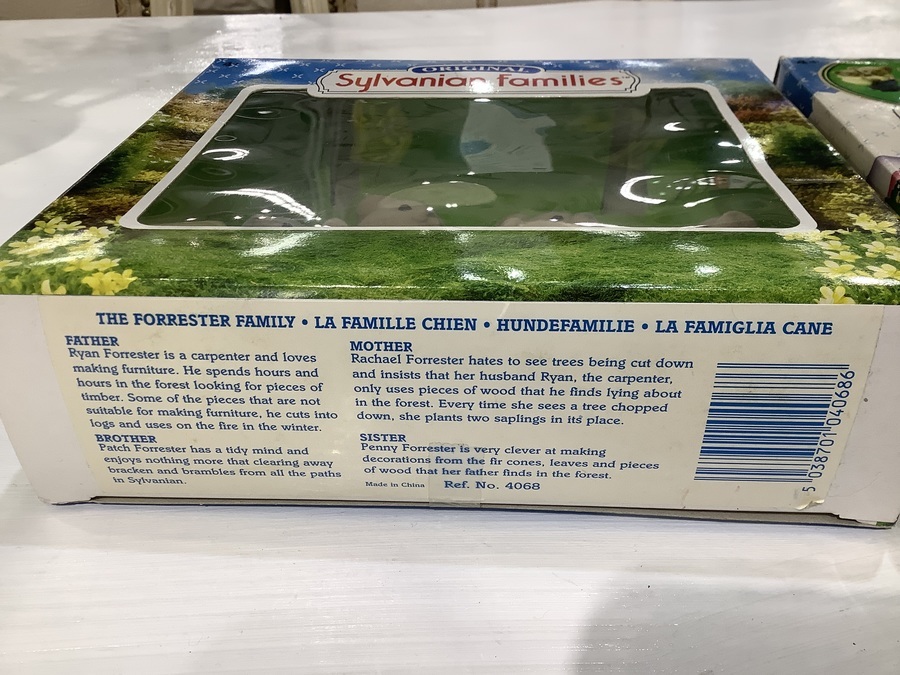 ORIGINAL
Sylvanian Families
THE FORRESTER FAMILY • LA FAMILLE CHIEN • HUNDEFAMILIE • LA FAMIGLIA CANE
FATHER
Ryan Forrester is a carpenter and loves
making furniture. He spends hours and
hours in the forest looking for pieces of
timber. Some of the pieces that are not
suitable for making furniture, he cuts into
logs and uses on the fire in the winter.
BROTHER
Patch Forrester has a tidy mind and
enjoys nothing more that clearing away
bracken and brambles from all the paths
in Sylvanian.
MOTHER
Rachael Forrester hates to see trees being cut down
and insists that her husband Ryan, the carpenter,
only uses pieces of wood that he finds lying about
in the forest. Every time she sees a tree chopped
down, she plants two saplings in its place.
SISTER
Penny Forrester is very clever at making
decorations from the fir cones, leaves and pieces
of wood that her father finds in the forest.
Made in China Ref. No. 4068
5 038701 040686